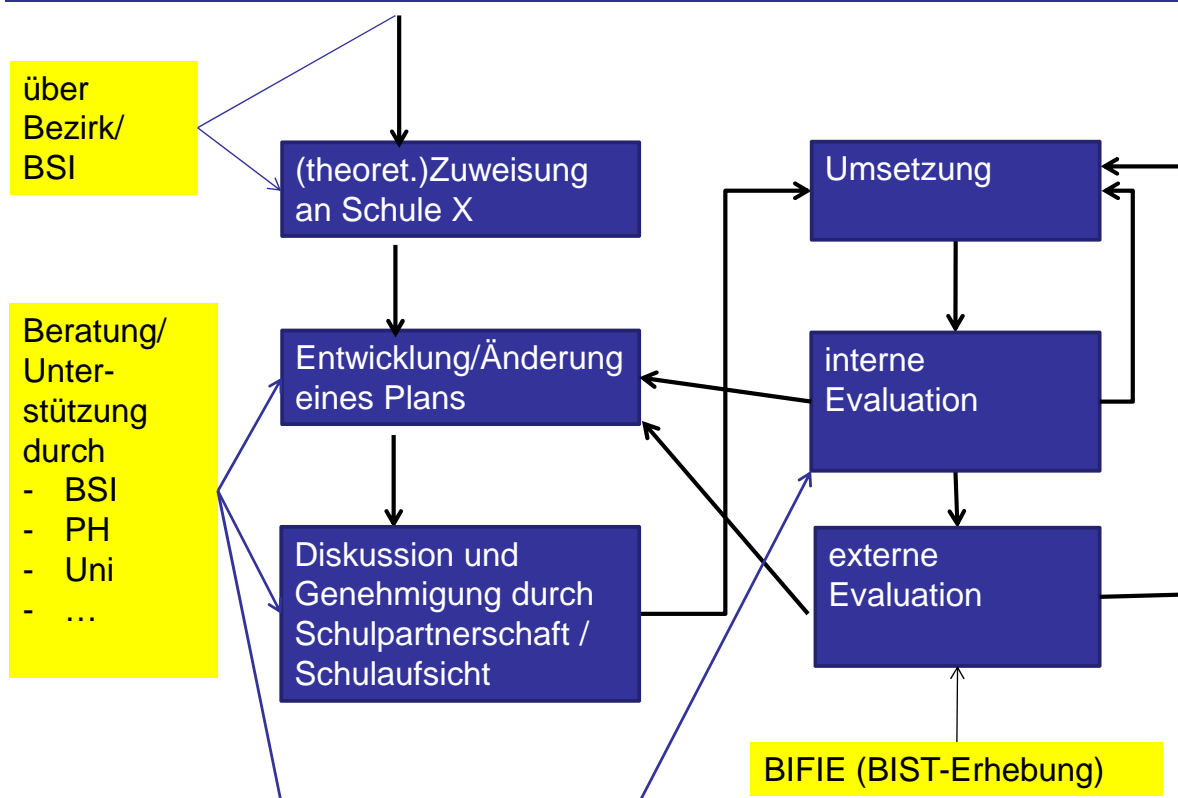 über
Bezirk/
BSI
(theoret.)Zuweisung
an Schule X
Umsetzung
Beratung/
Unter-
stützung
durch
- BSI
- PH
- Uni
- …
Entwicklung/Änderung
eines Plans
interne
Evaluation
Diskussion und
Genehmigung durch
Schulpartnerschaft /
Schulaufsicht
externe
Evaluation
BIFIE (BIST-Erhebung)